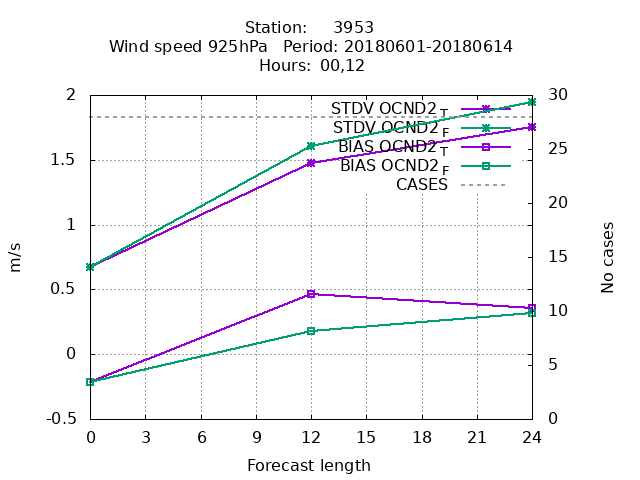 Station: 3953
Wind speed 925hPa Period: 20180601-20180614
Hours: 00,12
2
1.5
1
0.5
0
-0.5
30
25
20
15
10
5
0
STDV OCND2_T
STDV OCND2_F
BIAS OCND2_T
BIAS OCND2_F
CASES
m/s
No cases
0 3 6 9 12 15 18 21 24
Forecast length